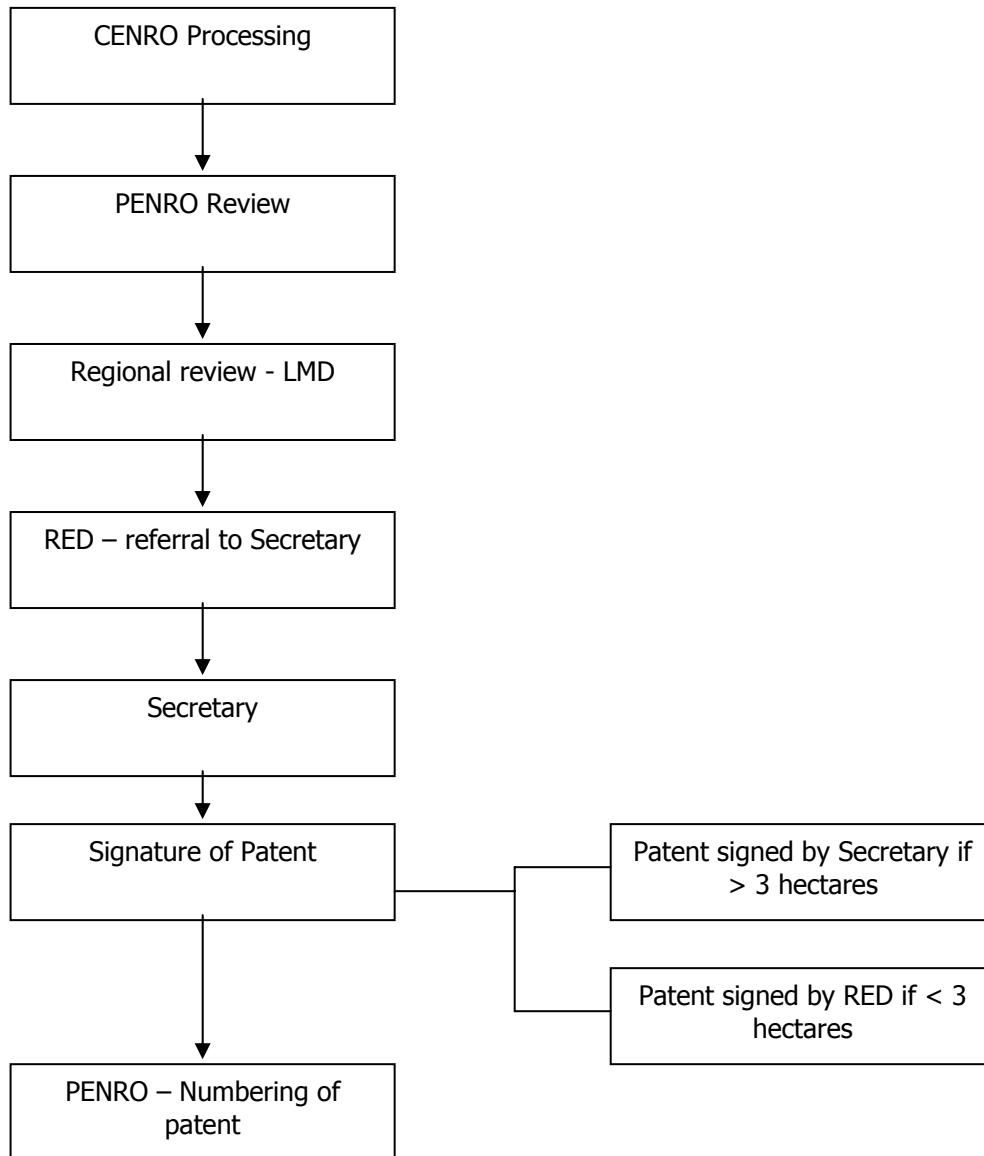 CENRO Processing
PENRO Review
Regional review - LMD
RED – referral to Secretary
Secretary
Signature of Patent
Patent signed by Secretary if
> 3 hectares
Patent signed by RED if < 3
hectares
PENRO – Numbering of
patent